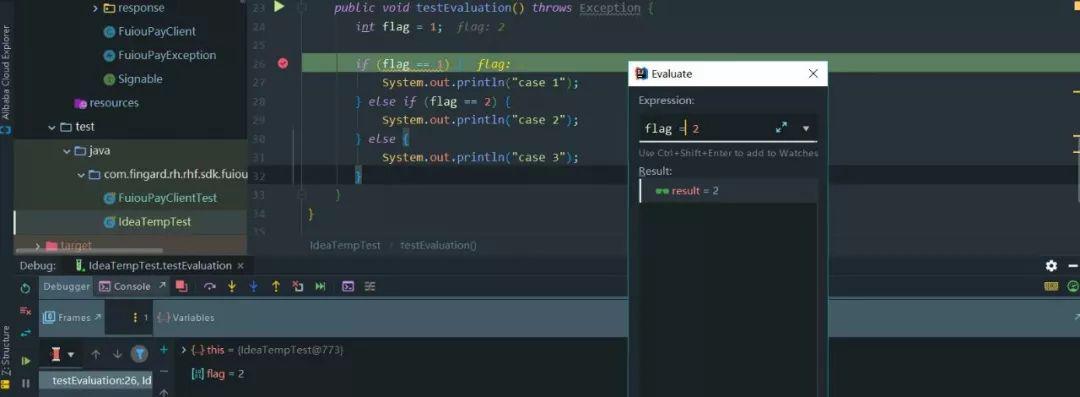 Alibaba Cloud Explorer
response
FuiouPayClient
FuiouPayException
Signable
resources
test
java
com.fingard.rh.rhf.sdk.fuiou
FuiouPayClientTest
IdeaTempTest
target
23 public void testEvaluation() throws Exception {
24 int flag = 1; flag: 2
25
26 if (flag == 1) { flag:
27 System.out.println("case 1");
28 } else if (flag == 2) {
29 System.out.println("case 2");
30 } else {
31 System.out.println("case 3");
32 }
33 }
34 }
35
IdeaTempTest › testEvaluation()
Evaluate
Expression:
flag = 2
Use Ctrl+Shift+Enter to add to Watches
Result:
result = 2
Debug: IdeaTempTest.testEvaluation ×
Debugger Console
Frames 1 Variables
this = {IdeaTempTest@773}
flag = 2
testEvaluation:26, Id
Z: Structure